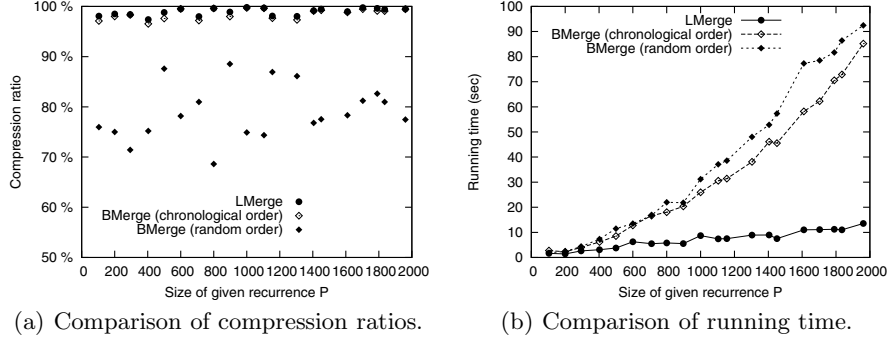 100 %
90 %
80 %
70 %
60 %
50 %
Compression ratio
LMerge
BMerge (chronological order)
BMerge (random order)
0 200 400 600 800 1000 1200 1400 1600 1800 2000
Size of given recurrence P
(a) Comparison of compression ratios.
100
90
80
70
60
50
40
30
20
10
0
Running time (sec)
LMerge
BMerge (chronological order)
BMerge (random order)
0 200 400 600 800 1000 1200 1400 1600 1800 2000
Size of given recurrence P
(b) Comparison of running time.